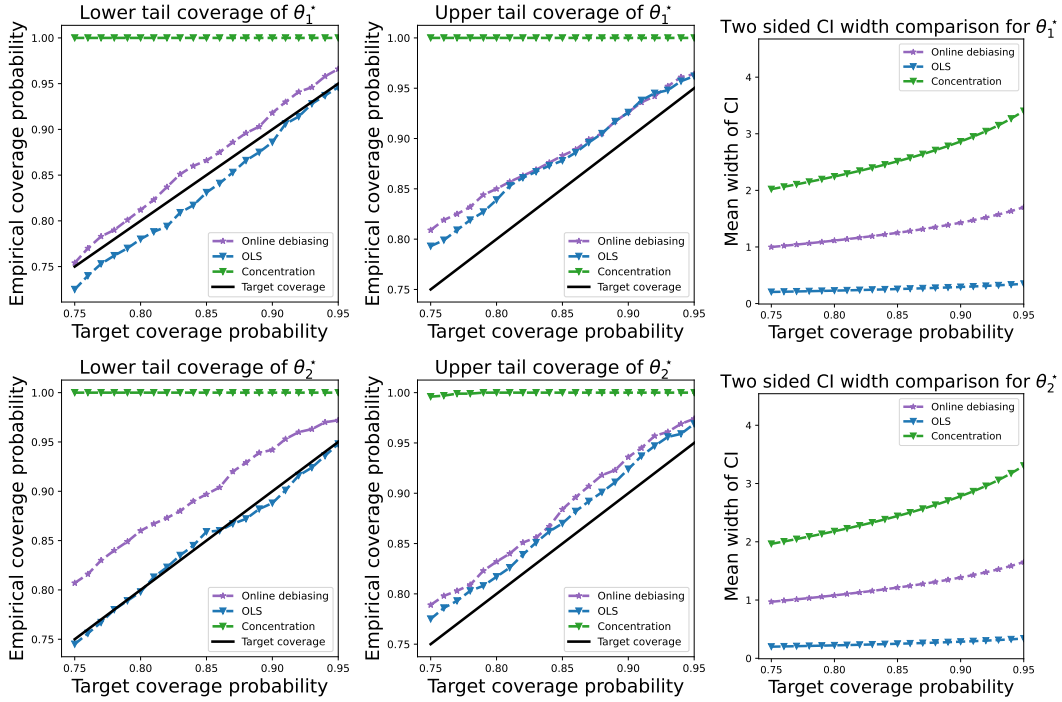 Lower tail coverage of θ₁⋆
Empirical coverage probability
1.00
0.95
0.90
0.85
0.80
0.75
Online debiasing
OLS
Concentration
Target coverage
0.75 0.80 0.85 0.90 0.95
Target coverage probability
Upper tail coverage of θ₁⋆
Empirical coverage probability
1.00
0.95
0.90
0.85
0.80
0.75
Online debiasing
OLS
Concentration
Target coverage
0.75 0.80 0.85 0.90 0.95
Target coverage probability
Two sided CI width comparison for θ₁⋆
Mean width of CI
4
3
2
1
0
Online debiasing
OLS
Concentration
0.75 0.80 0.85 0.90 0.95
Target coverage probability
Lower tail coverage of θ₂⋆
Empirical coverage probability
1.00
0.95
0.90
0.85
0.80
0.75
Online debiasing
OLS
Concentration
Target coverage
0.75 0.80 0.85 0.90 0.95
Target coverage probability
Upper tail coverage of θ₂⋆
Empirical coverage probability
1.00
0.95
0.90
0.85
0.80
0.75
Online debiasing
OLS
Concentration
Target coverage
0.75 0.80 0.85 0.90 0.95
Target coverage probability
Two sided CI width comparison for θ₂⋆
Mean width of CI
4
3
2
1
0
Online debiasing
OLS
Concentration
0.75 0.80 0.85 0.90 0.95
Target coverage probability